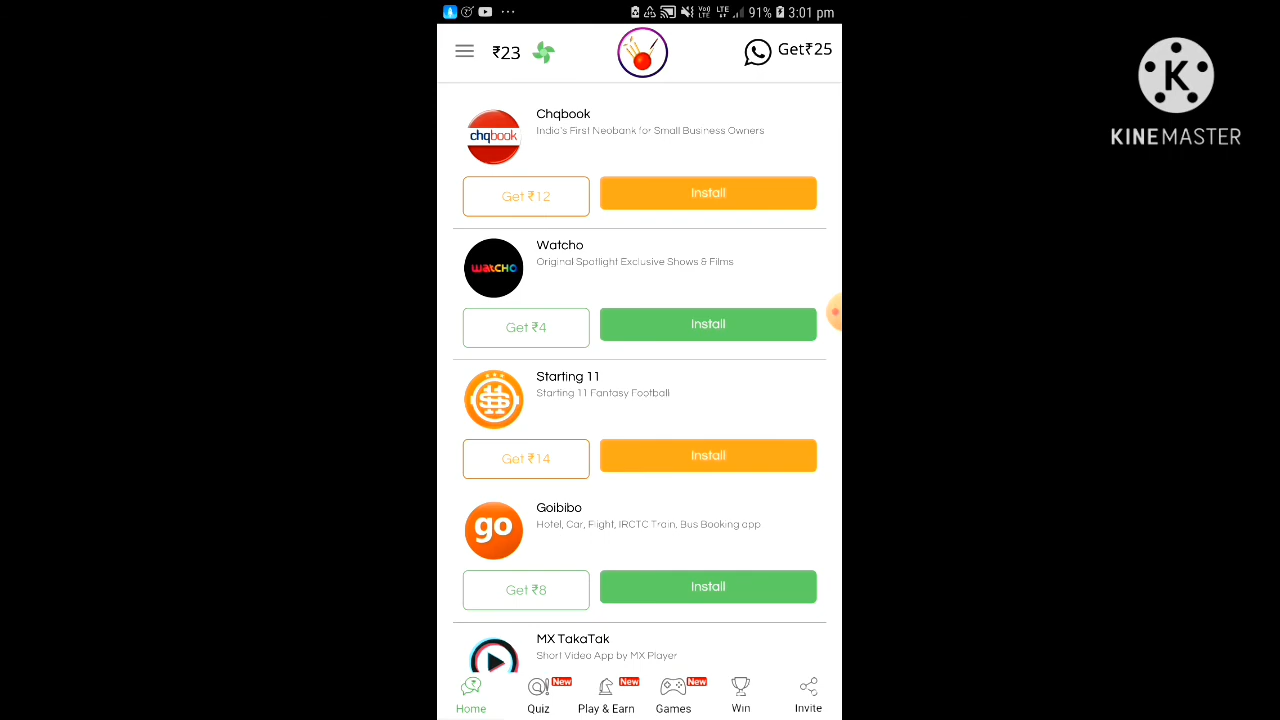 91% 3:01 pm
₹23
Get₹25
Chqbook
India's First Neobank for Small Business Owners
chqbook
Get ₹12
Install
Watcho
Original Spotlight Exclusive Shows & Films
WATCHO
Get ₹4
Install
Starting 11
Starting 11 Fantasy Football
Get ₹14
Install
Goibibo
Hotel, Car, Flight, IRCTC Train, Bus Booking app
go
Get ₹8
Install
MX TakaTak
Short Video App by MX Player
New
New
New
Home
Quiz
Play & Earn
Games
Win
Invite
K
KINEMASTER